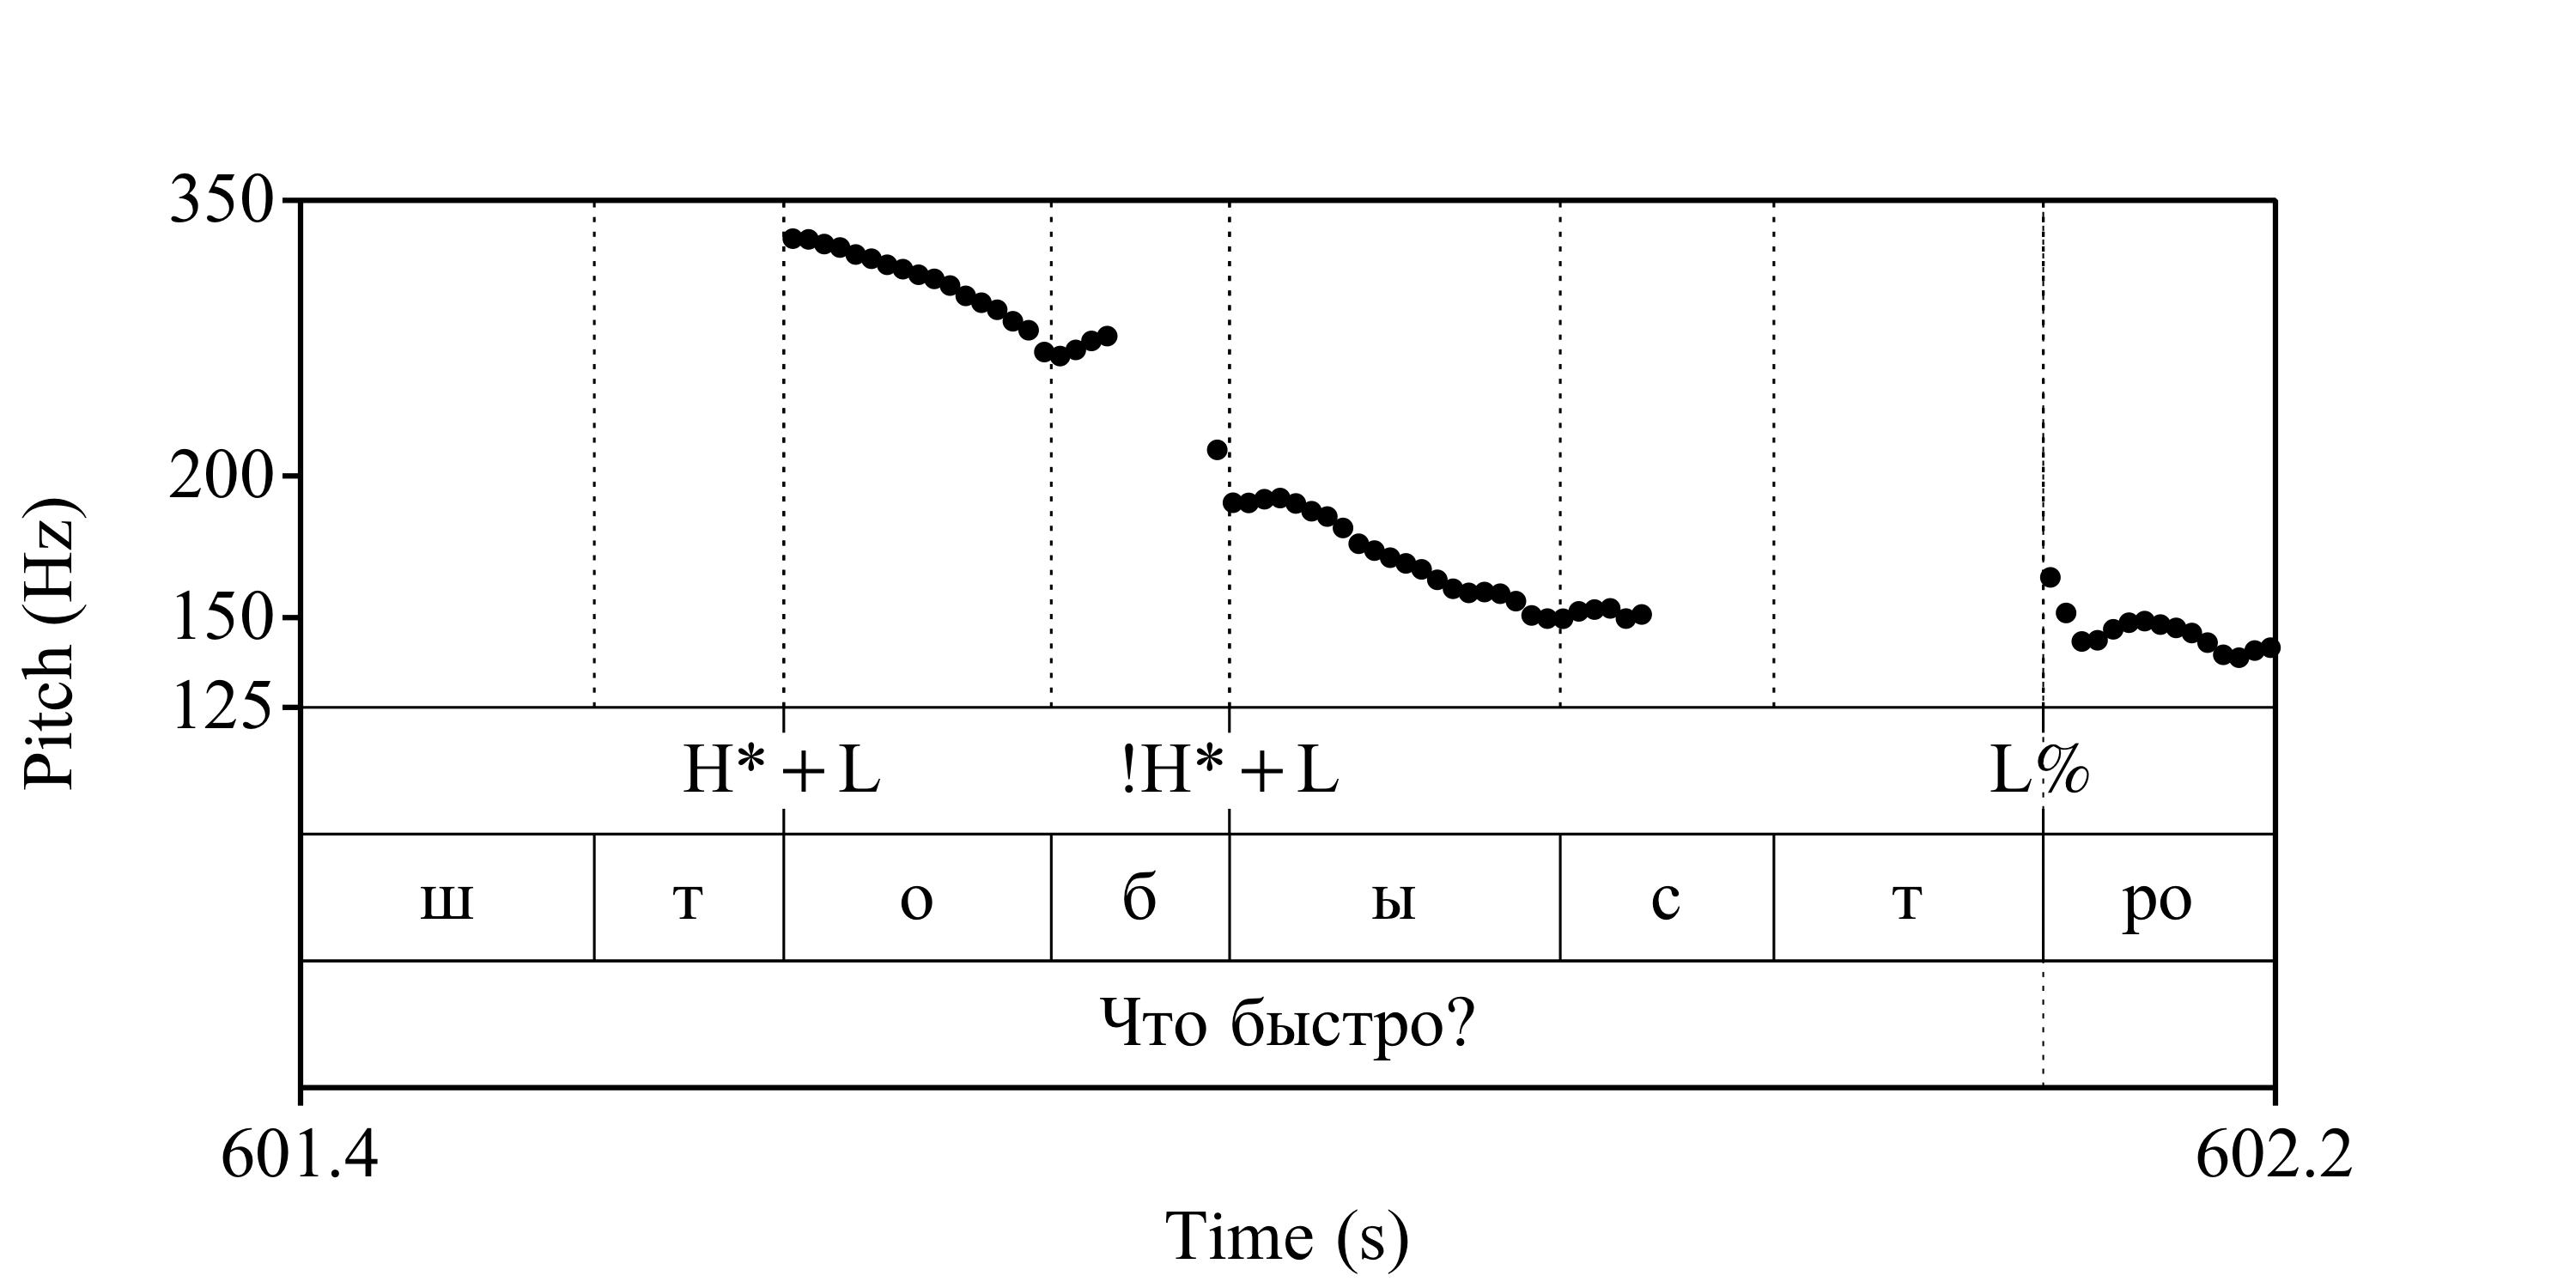 350
200
150
125
Pitch (Hz)
H*+L !H*+L L%
ш т о б ы с т ро
Что быстро?
601.4 602.2
Time (s)